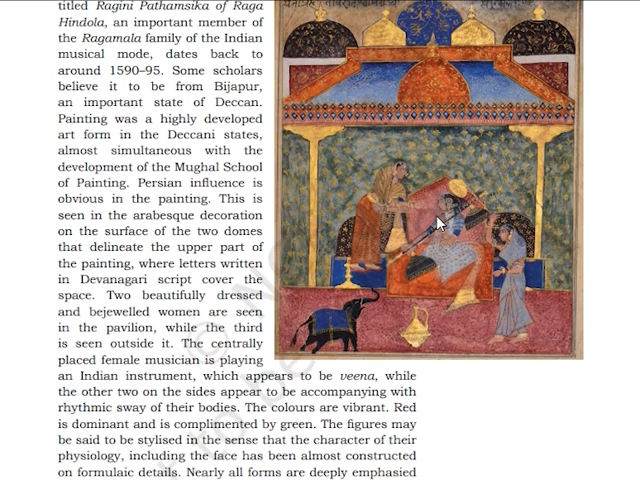 titled Ragini Pathamsika of Raga
Hindola, an important member of
the Ragamala family of the Indian
musical mode, dates back to
around 1590–95. Some scholars
believe it to be from Bijapur,
an important state of Deccan.
Painting was a highly developed
art form in the Deccani states,
almost simultaneous with the
development of the Mughal School
of Painting. Persian influence is
obvious in the painting. This is
seen in the arabesque decoration
on the surface of the two domes
that delineate the upper part of
the painting, where letters written
in Devanagari script cover the
space. Two beautifully dressed
and bejewelled women are seen
in the pavilion, while the third
is seen outside it. The centrally
placed female musician is playing
an Indian instrument, which appears to be veena, while
the other two on the sides appear to be accompanying with
rhythmic sway of their bodies. The colours are vibrant. Red
is dominant and is complimented by green. The figures may
be said to be stylised in the sense that the character of their
physiology, including the face has been almost constructed
on formulaic details. Nearly all forms are deeply emphasied